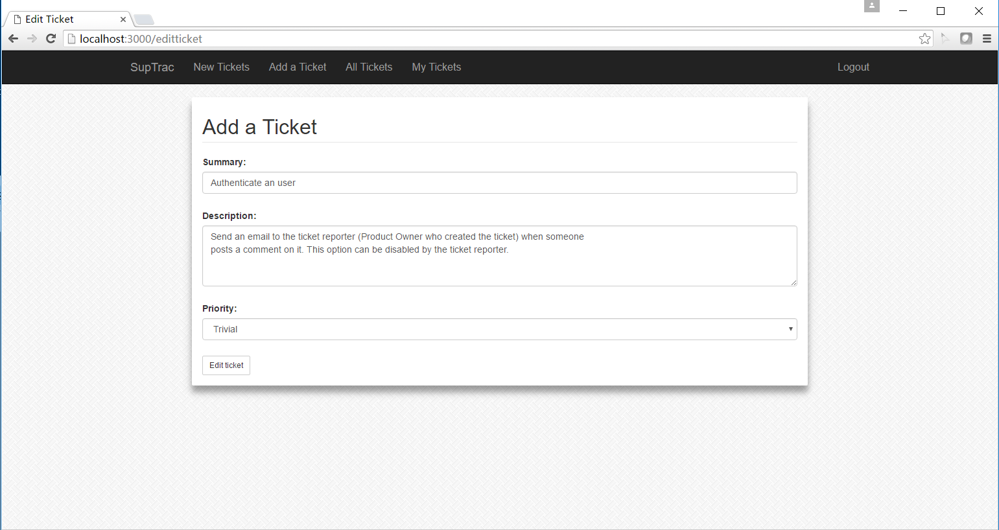 Edit Ticket
localhost:3000/editticket
SupTrac New Tickets Add a Ticket All Tickets My Tickets Logout
Add a Ticket
Summary:
Authenticate an user
Description:
Send an email to the ticket reporter (Product Owner who created the ticket) when someone
posts a comment on it. This option can be disabled by the ticket reporter.
Priority:
Trivial
Edit ticket